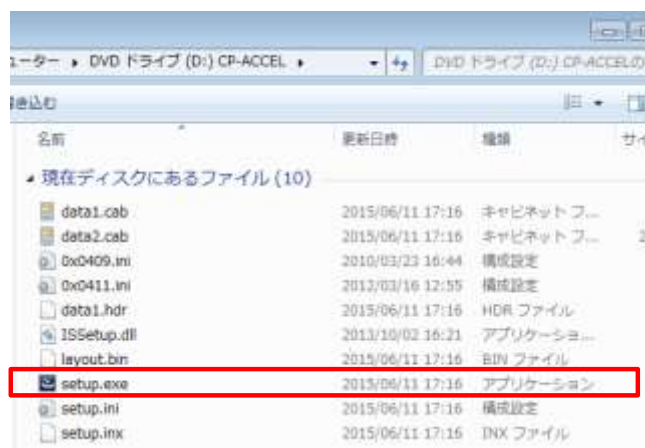 ューター ▸ DVD ドライブ (D:) CP-ACCEL ▸ DVD ドライブ (D:) CP-ACCELの
き込む
名前 更新日時 種類 サイ
現在ディスクにあるファイル (10)
data1.cab 2015/06/11 17:16 キャビネット フ...
data2.cab 2015/06/11 17:16 キャビネット フ... 2
0x0409.ini 2010/03/23 16:44 構成設定
0x0411.ini 2012/03/16 12:55 構成設定
data1.hdr 2015/06/11 17:16 HDR ファイル
ISSetup.dll 2013/10/02 16:21 アプリケーショ...
layout.bin 2015/06/11 17:16 BIN ファイル
setup.exe 2015/06/11 17:16 アプリケーション
setup.ini 2015/06/11 17:16 構成設定
setup.inx 2015/06/11 17:16 INX ファイル